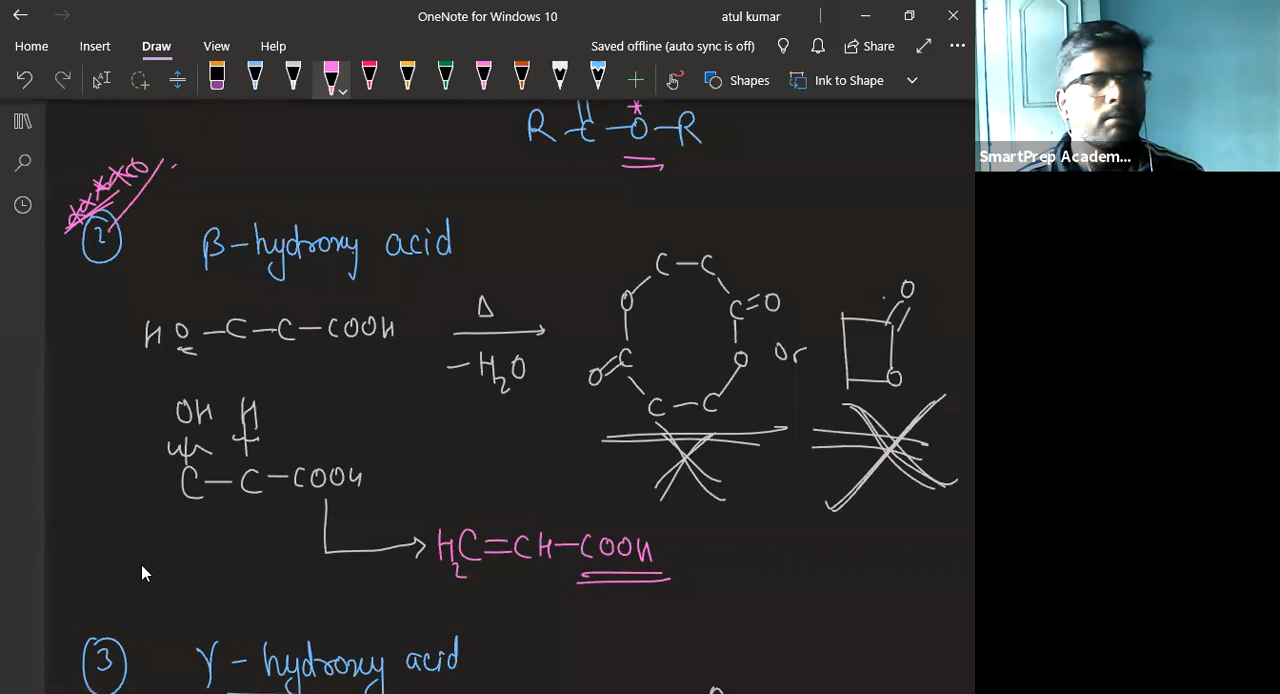 OneNote for Windows 10
atul kumar
Home Insert Draw View Help
Saved offline (auto sync is off)
Share
Shapes
Ink to Shape
SmartPrep Academ...
R-C-O-R
*
2
β-hydroxy acid
HO-C-C-COOH
Δ
-H2O
C-C
O
C=O
O=C
O
C-C
Or
O
O
OH H
C-C-COOH
H2C=CH-COOH
3
γ-hydroxy acid